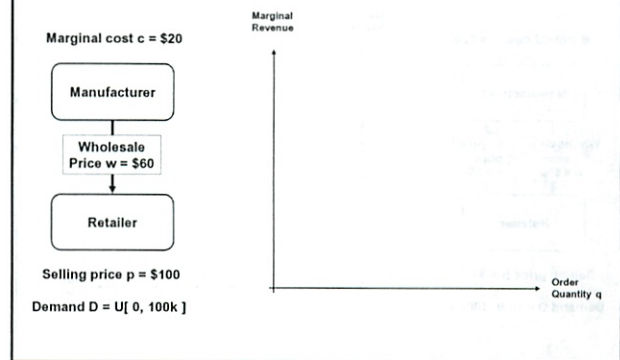 Marginal cost c = $20
Manufacturer
Wholesale
Price w = $60
Retailer
Selling price p = $100
Demand D = U[ 0, 100k ]
Marginal
Revenue
Order
Quantity q